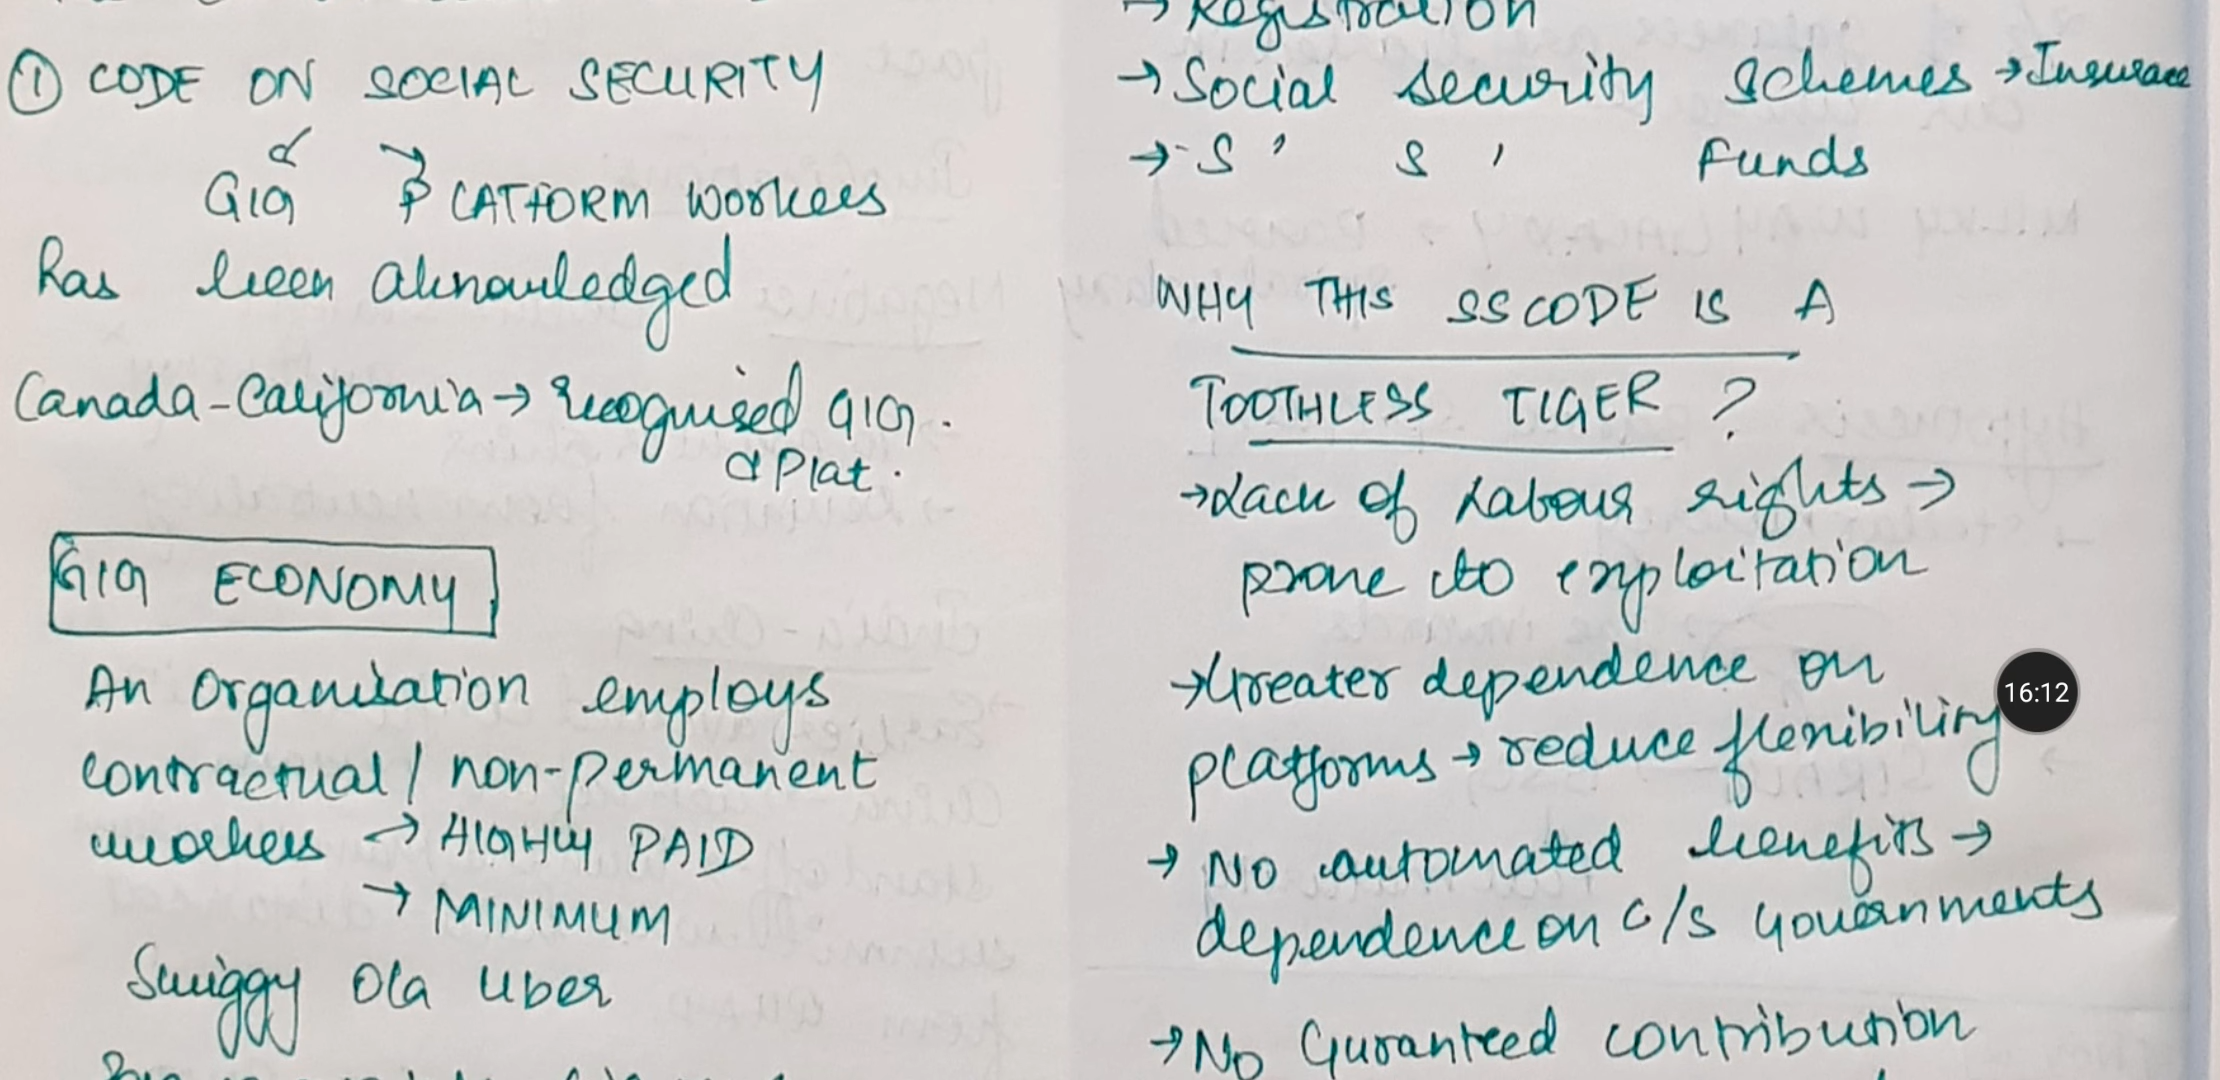 ① CODE ON SOCIAL SECURITY
GIG PLATFORM workers
has been aknowledged
Canada-California → recognised GIG.
& Plat.
GIG ECONOMY
An organisation employs
contractual / non-permanent
workers → HIGHLY PAID
→ MINIMUM
Swiggy Ola Uber
→ Registration
→ Social security schemes → Insurance
→ S ' S ' Funds
WHY THIS SS CODE IS A
TOOTHLESS TIGER ?
→ Lack of Labour rights →
prone to exploitation
→ Greater dependence on
platforms → reduce flexibility
→ No automated benefits →
dependence on C/S Governments
→ No Guranteed contribution
16:12